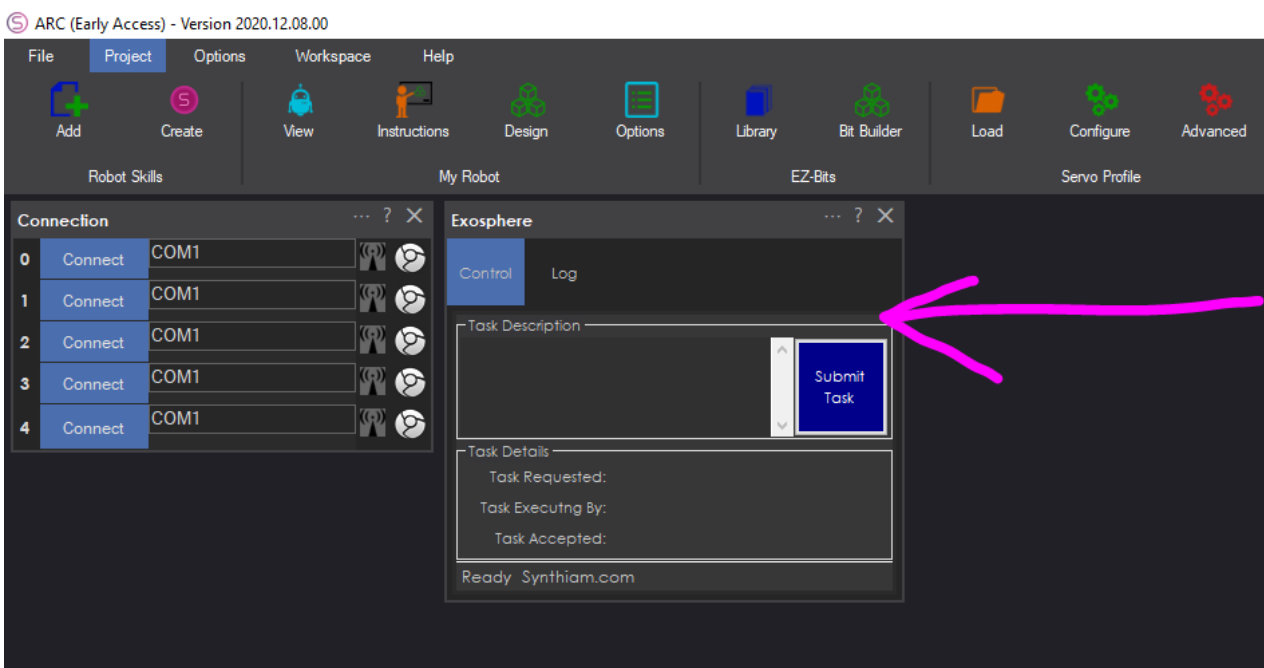 ARC (Early Access) - Version 2020.12.08.00
File Project Options Workspace Help
Add Create View Instructions Design Options Library Bit Builder Load Configure Advanced
Robot Skills My Robot EZ-Bits Servo Profile
Connection ... ? X
0 Connect COM1
1 Connect COM1
2 Connect COM1
3 Connect COM1
4 Connect COM1
Exosphere ... ? X
Control Log
Task Description
Submit
Task
Task Details
Task Requested:
Task Executng By:
Task Accepted:
Ready Synthiam.com